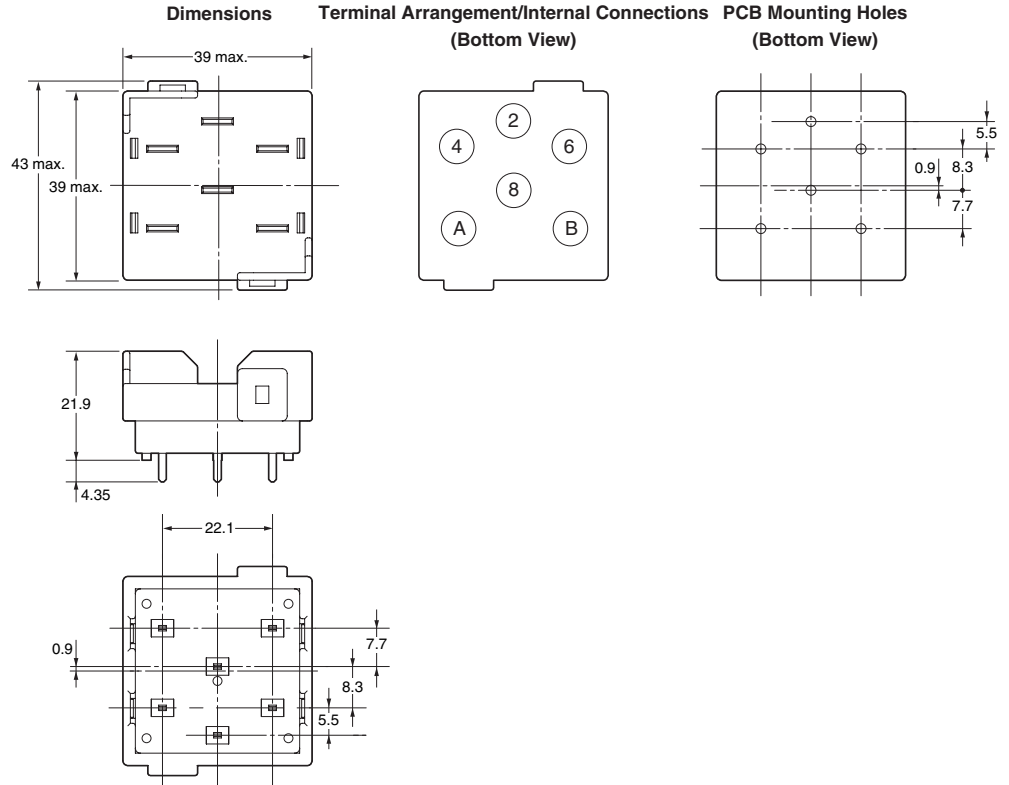 Dimensions
Terminal Arrangement/Internal Connections
(Bottom View)
PCB Mounting Holes
(Bottom View)
39 max.
43 max.
39 max.
2
4
6
8
A
B
5.5
0.9
8.3
7.7
21.9
4.35
22.1
0.9
7.7
8.3
5.5